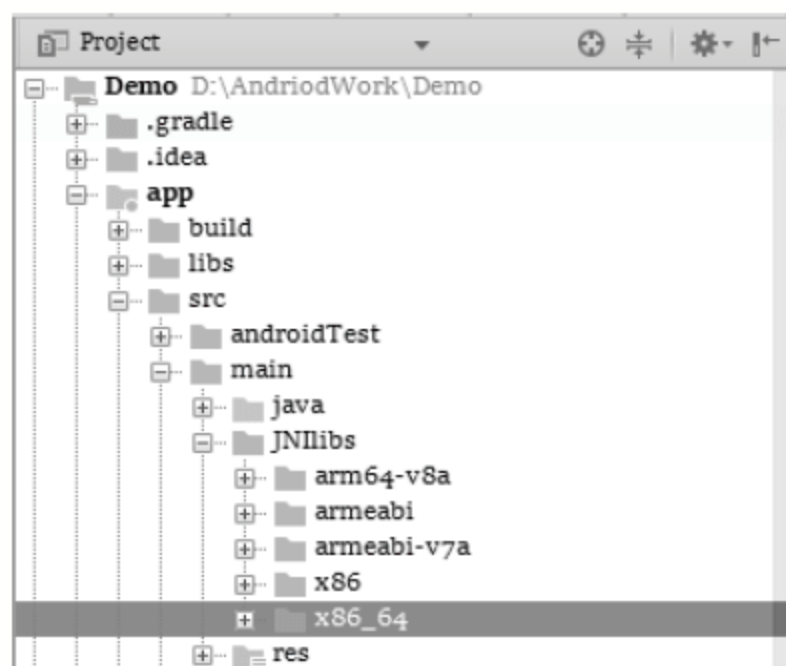 Project
Demo D:\AndriodWork\Demo
.gradle
.idea
app
build
libs
src
androidTest
main
java
JNIlibs
arm64-v8a
armeabi
armeabi-v7a
x86
x86_64
res